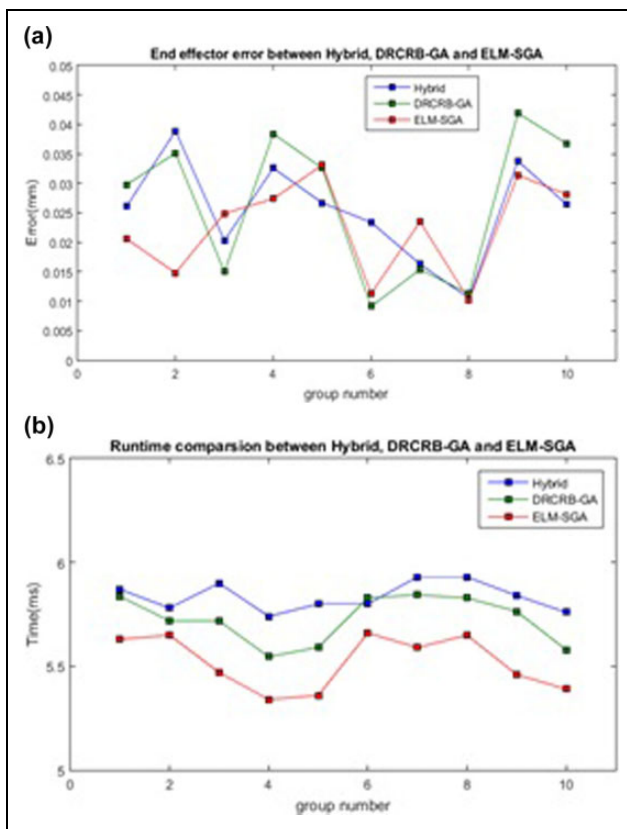 (a)
End effector error between Hybrid, DRCRB-GA and ELM-SGA
0.05
0.045
0.04
0.035
0.03
0.025
0.02
0.015
0.01
0.005
0
Error(mm)
Hybrid
DRCRB-GA
ELM-SGA
0 2 4 6 8 10
group number
(b)
Runtime comparsion between Hybrid, DRCRB-GA and ELM-SGA
6.5
6
5.5
5
Time(ms)
Hybrid
DRCRB-GA
ELM-SGA
0 2 4 6 8 10
group number